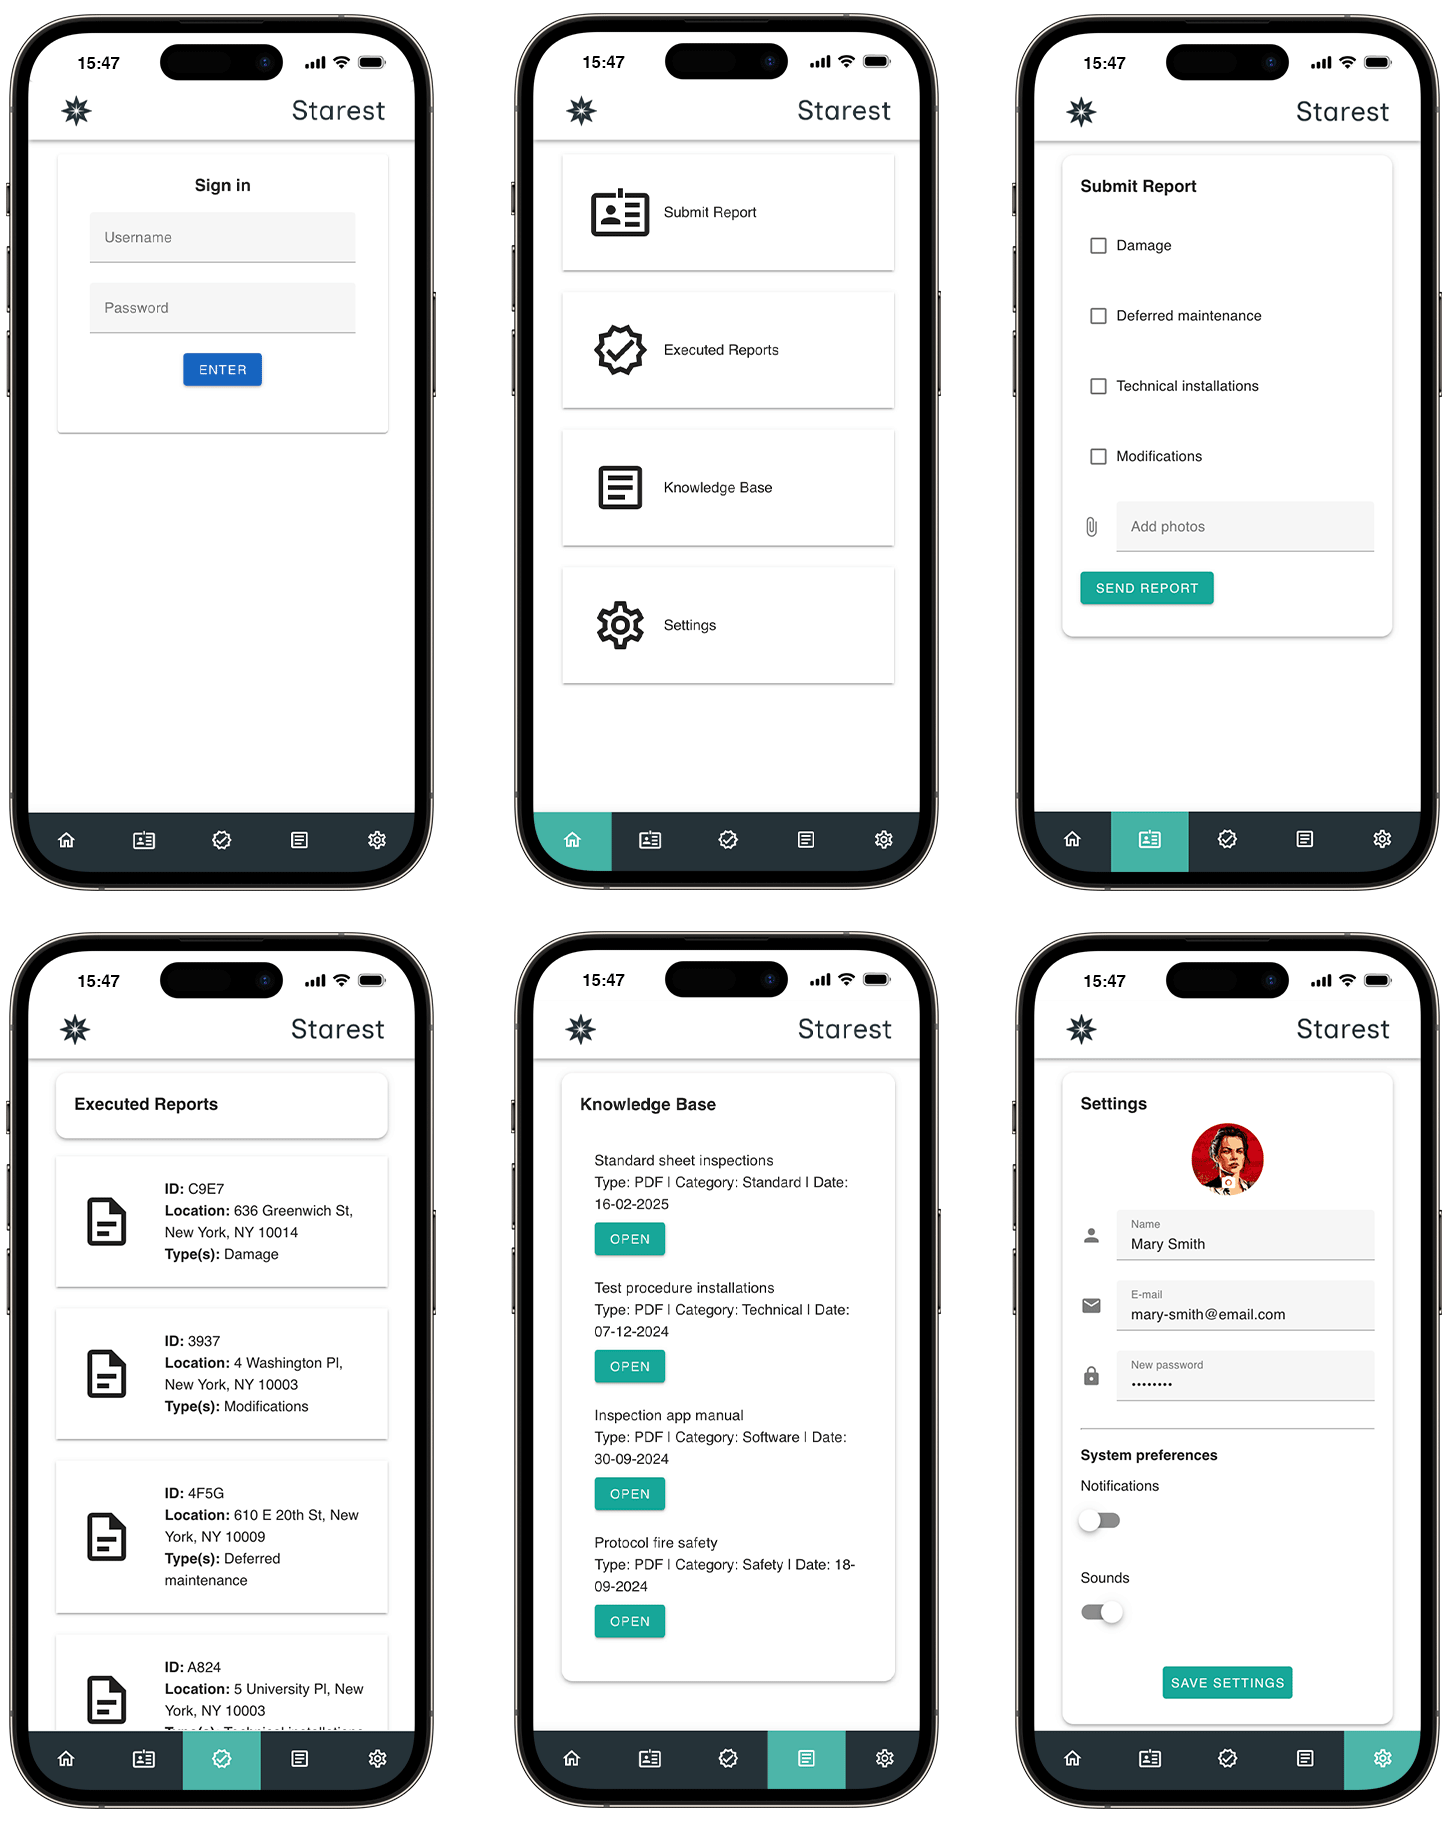 15:47
Starest
Sign in
Username
Password
ENTER
15:47
Starest
Submit Report
Executed Reports
Knowledge Base
Settings
15:47
Starest
Submit Report
Damage
Deferred maintenance
Technical installations
Modifications
Add photos
SEND REPORT
15:47
Starest
Executed Reports
ID: C9E7
Location: 636 Greenwich St,
New York, NY 10014
Type(s): Damage
ID: 3937
Location: 4 Washington Pl,
New York, NY 10003
Type(s): Modifications
ID: 4F5G
Location: 610 E 20th St, New
York, NY 10009
Type(s): Deferred
maintenance
ID: A824
Location: 5 University Pl, New
York, NY 10003
Type(s): Technical installations
15:47
Starest
Knowledge Base
Standard sheet inspections
Type: PDF | Category: Standard | Date:
16-02-2025
OPEN
Test procedure installations
Type: PDF | Category: Technical | Date:
07-12-2024
OPEN
Inspection app manual
Type: PDF | Category: Software | Date:
30-09-2024
OPEN
Protocol fire safety
Type: PDF | Category: Safety | Date: 18-
09-2024
OPEN
15:47
Starest
Settings
Name
Mary Smith
E-mail
mary-smith@email.com
New password
••••••••
System preferences
Notifications
Sounds
SAVE SETTINGS